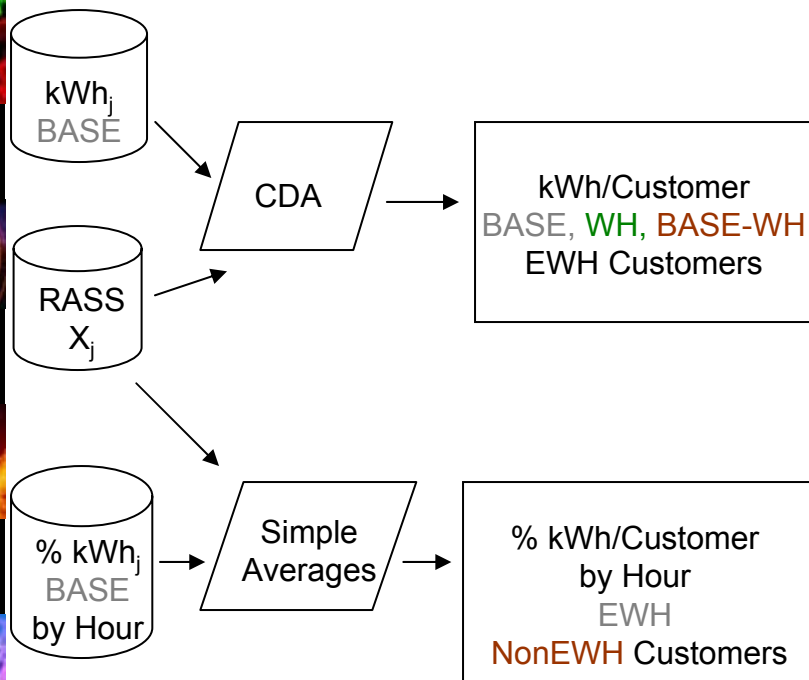 kWhj
BASE
CDA
kWh/Customer
BASE, WH, BASE-WH
EWH Customers
RASS
Xj
% kWhj
BASE
by Hour
Simple
Averages
% kWh/Customer
by Hour
EWH
NonEWH Customers